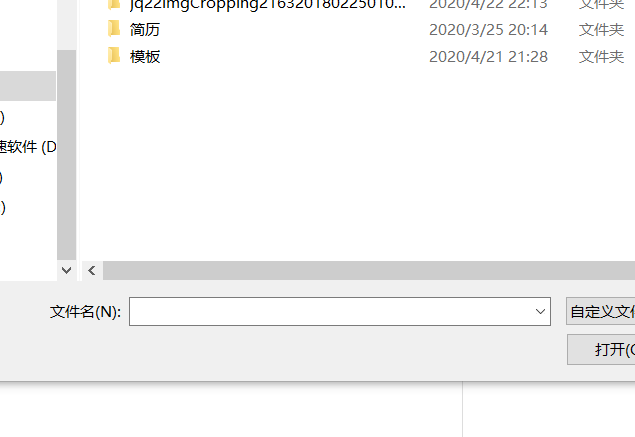 jq22imgCropping216320180225010... 2020/4/22 22:13 文件夹
简历 2020/3/25 20:14 文件夹
模板 2020/4/21 21:28 文件夹
)
速软件 (D
)
)
文件名(N): 自定义文件
打开(O